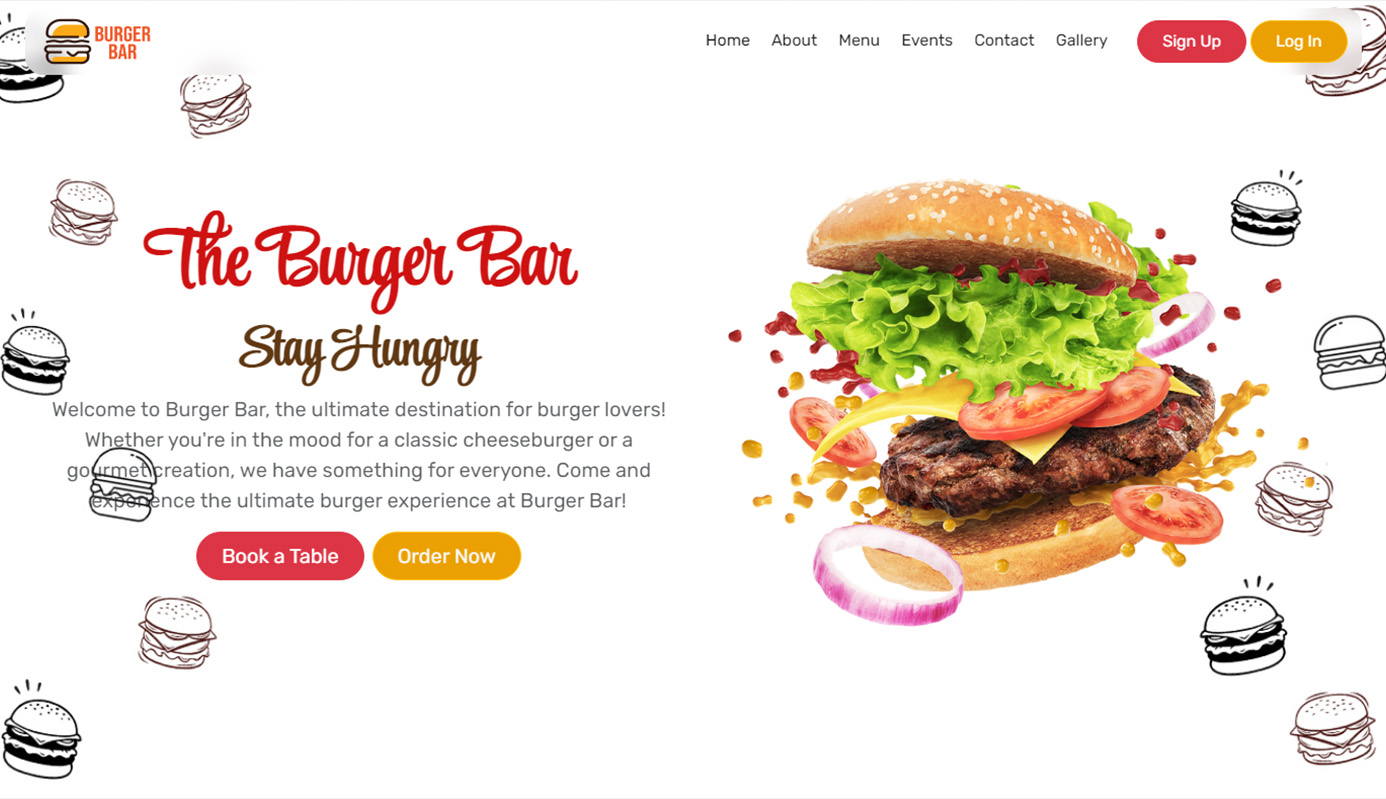 BURGER
BAR
Home About Menu Events Contact Gallery Sign Up Log In
The Burger Bar
Stay Hungry
Welcome to Burger Bar, the ultimate destination for burger lovers!
Whether you're in the mood for a classic cheeseburger or a
gourmet creation, we have something for everyone. Come and
experience the ultimate burger experience at Burger Bar!
Book a Table Order Now